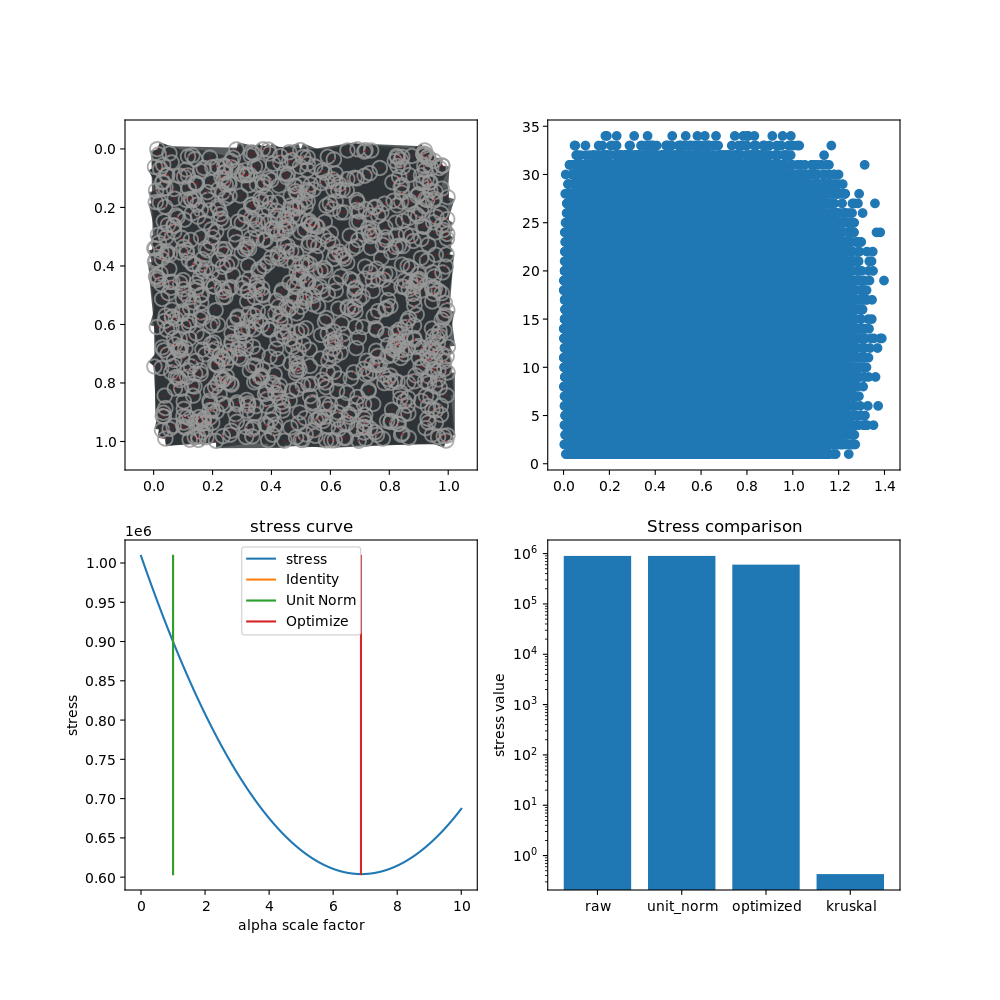 0.0
0.2
0.4
0.6
0.8
1.0
0.0 0.2 0.4 0.6 0.8 1.0
35
30
25
20
15
10
5
0
0.0 0.2 0.4 0.6 0.8 1.0 1.2 1.4
stress curve
1e6
1.00
0.95
0.90
0.85
0.80
0.75
0.70
0.65
0.60
stress
stress
Identity
Unit Norm
Optimize
0 2 4 6 8 10
alpha scale factor
Stress comparison
10^6
10^5
10^4
10^3
10^2
10^1
10^0
stress value
raw unit_norm optimized kruskal